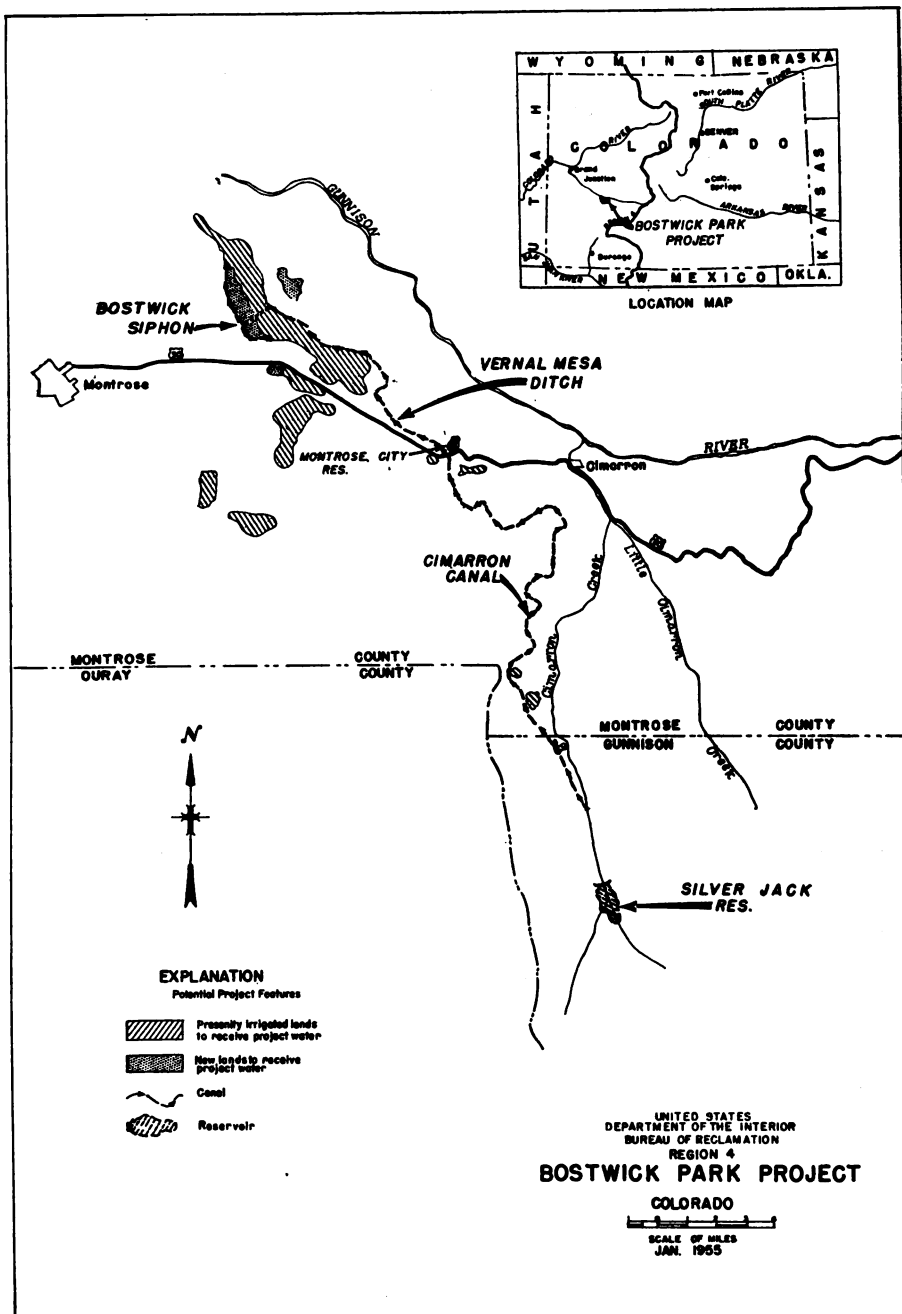 WYOMING
NEBRASKA
UTAH
COLORADO
KANSAS
NEW MEXICO
OKLA.
Fort Collins
SOUTH PLATTE RIVER
DENVER
COLORADO
RIVER
Grand Junction
Colo. Springs
ARKANSAS RIVER
BOSTWICK PARK
PROJECT
Durango
RIVER
LOCATION MAP
GUNNISON
BOSTWICK
SIPHON
Montrose
VERNAL MESA
DITCH
MONTROSE CITY
RES.
Cimarron
RIVER
CIMARRON
CANAL
Cimarron Creek
Little Cimarron Creek
MONTROSE COUNTY
OURAY COUNTY
MONTROSE COUNTY
GUNNISON COUNTY
N
SILVER JACK
RES.
EXPLANATION
Potential Project Features
Presently irrigated lands
to receive project water
New lands to receive
project water
Canal
Reservoir
UNITED STATES
DEPARTMENT OF THE INTERIOR
BUREAU OF RECLAMATION
REGION 4
BOSTWICK PARK PROJECT
COLORADO
SCALE OF MILES
JAN. 1955